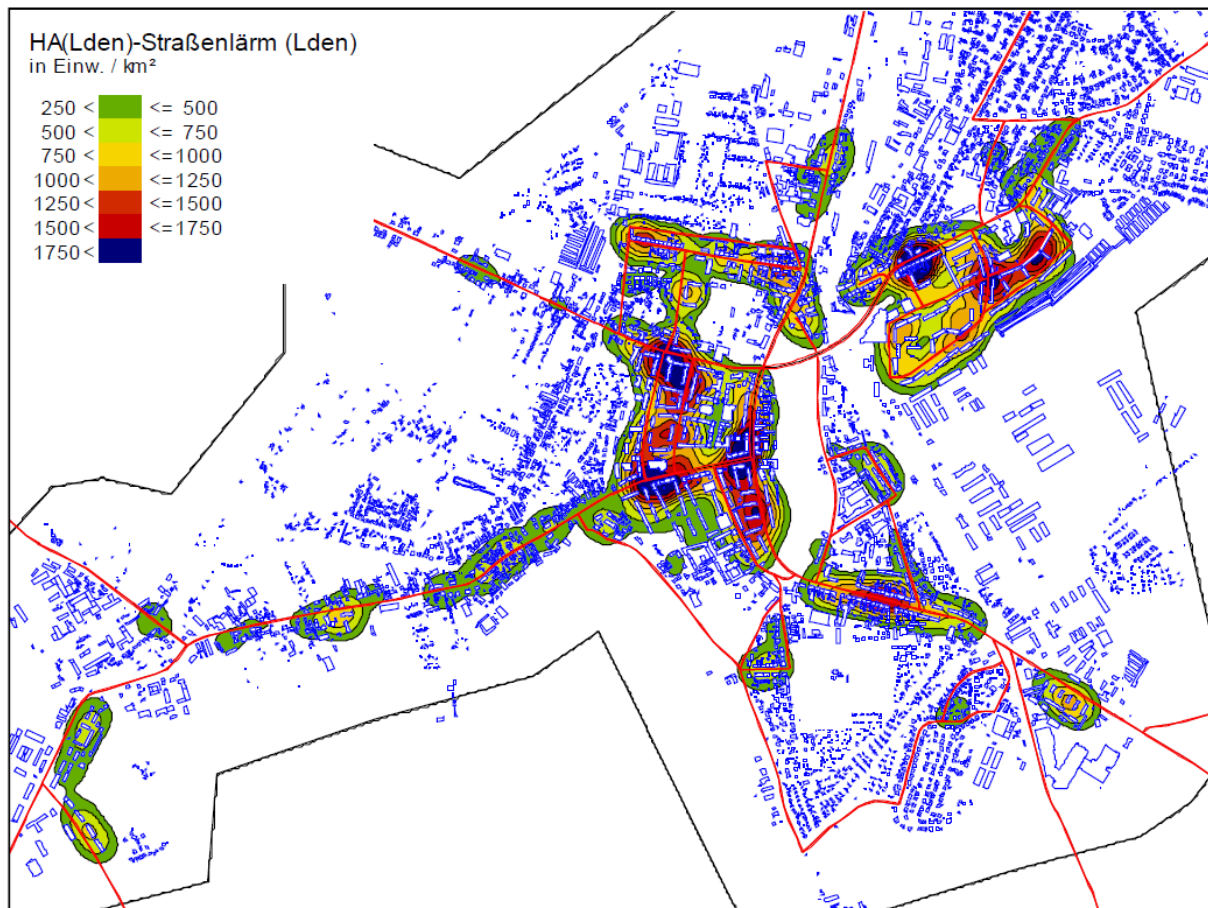 HA(Lden)-Straßenlärm (Lden)
in Einw. / km²
250 < <= 500
500 < <= 750
750 < <=1000
1000 < <=1250
1250 < <=1500
1500 < <=1750
1750 <